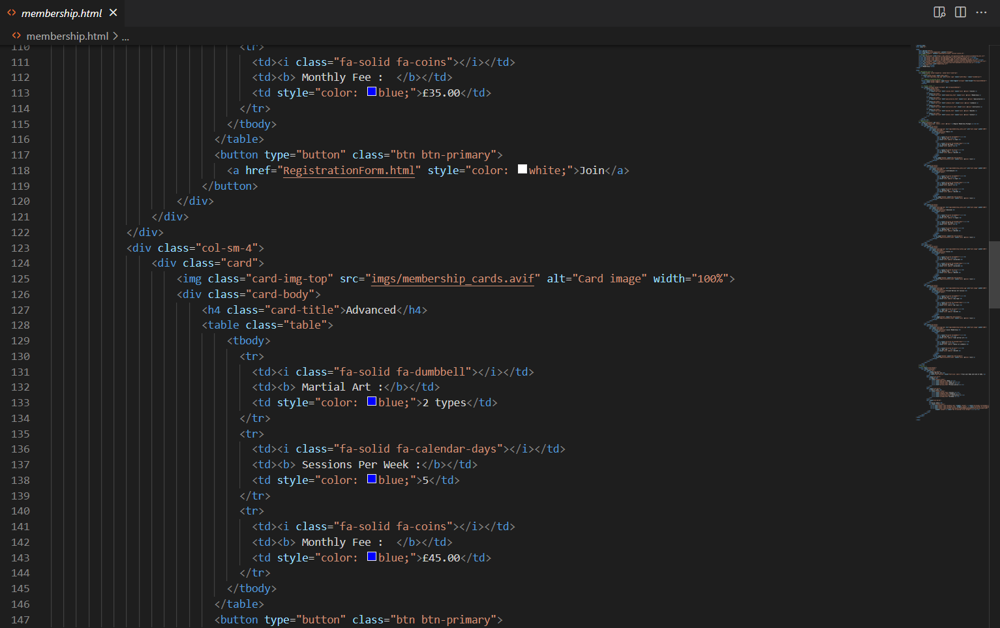 membership.html
membership.html > ...
110 <tr>
111 <td><i class="fa-solid fa-coins"></i></td>
112 <td><b> Monthly Fee :  </b></td>
113 <td style="color: blue;">£35.00</td>
114 </tr>
115 </tbody>
116 </table>
117 <button type="button" class="btn btn-primary">
118 <a href="RegistrationForm.html" style="color: white;">Join</a>
119 </button>
120 </div>
121 </div>
122 </div>
123 <div class="col-sm-4">
124 <div class="card">
125 <img class="card-img-top" src="imgs/membership_cards.avif" alt="Card image" width="100%">
126 <div class="card-body">
127 <h4 class="card-title">Advanced</h4>
128 <table class="table">
129 <tbody>
130 <tr>
131 <td><i class="fa-solid fa-dumbbell"></i></td>
132 <td><b> Martial Art :</b></td>
133 <td style="color: blue;">2 types</td>
134 </tr>
135 <tr>
136 <td><i class="fa-solid fa-calendar-days"></i></td>
137 <td><b> Sessions Per Week :</b></td>
138 <td style="color: blue;">5</td>
139 </tr>
140 <tr>
141 <td><i class="fa-solid fa-coins"></i></td>
142 <td><b> Monthly Fee :  </b></td>
143 <td style="color: blue;">£45.00</td>
144 </tr>
145 </tbody>
146 </table>
147 <button type="button" class="btn btn-primary">